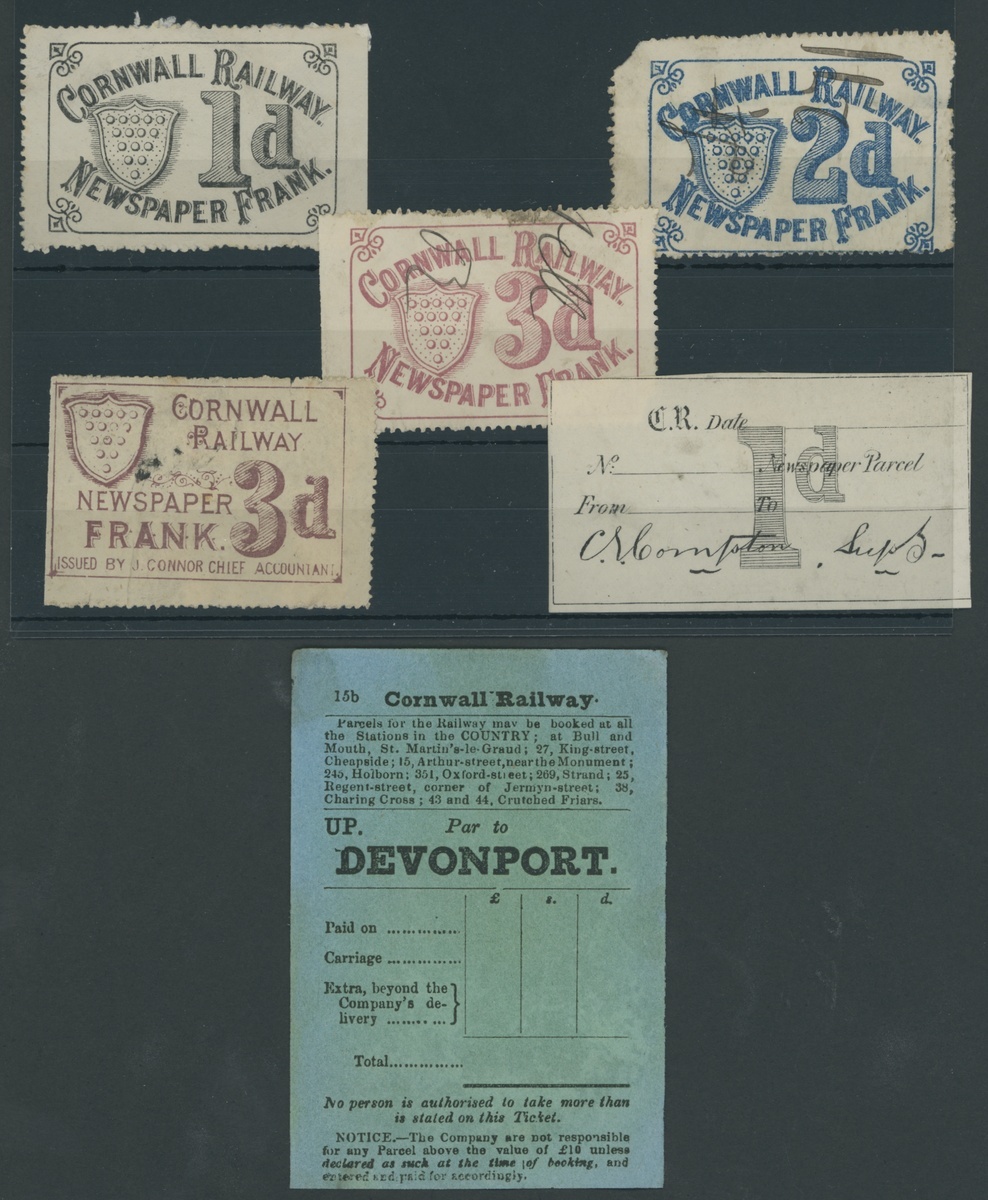 CORNWALL RAILWAY.
1d
NEWSPAPER FRANK.
CORNWALL RAILWAY.
2d
NEWSPAPER FRANK.
CORNWALL RAILWAY.
3d
NEWSPAPER FRANK.
CORNWALL
RAILWAY
NEWSPAPER 3d
FRANK.
ISSUED BY J. CONNOR CHIEF ACCOUNTANT.
C.R. Date
1d
No. Newspaper Parcel
From To
Compston. Supt
15b Cornwall Railway.
Parcels for the Railway may be booked at all
the Stations in the COUNTRY; at Bull and
Mouth, St. Martin's-le-Grand; 27, King-street,
Cheapside; 15, Arthur-street, near the Monument;
245, Holborn; 351, Oxford-street; 269, Strand; 25,
Regent-street, corner of Jermyn-street; 38,
Charing Cross; 43 and 44, Crutched Friars.
UP. Par to
DEVONPORT.
£ s. d.
Paid on ..............
Carriage ..............
Extra, beyond the
Company's de-
livery ...........
Total...............
No person is authorised to take more than
is stated on this Ticket.
NOTICE.—The Company are not responsible
for any Parcel above the value of £10 unless
declared as such at the time of booking, and
entered and paid for accordingly.